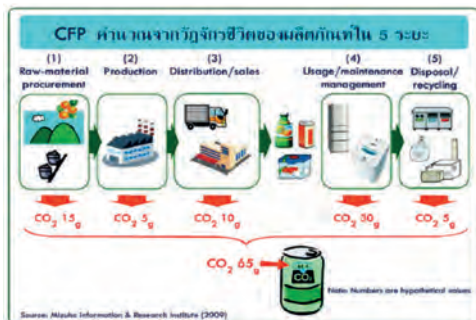 CFP คำนวณจากวัฏจักรชีวิตของผลิตภัณฑ์ใน 5 ระยะ
(1)
Raw-material
procurement
(2)
Production
(3)
Distribution/sales
(4)
Usage/maintenance
management
(5)
Disposal/
recycling
CO2 15g
CO2 5g
CO2 10g
CO2 30g
CO2 5g
CO2 65g
CO2
Note: Numbers are hypothetical values
Source: Mizuho Information & Research Institute (2009)